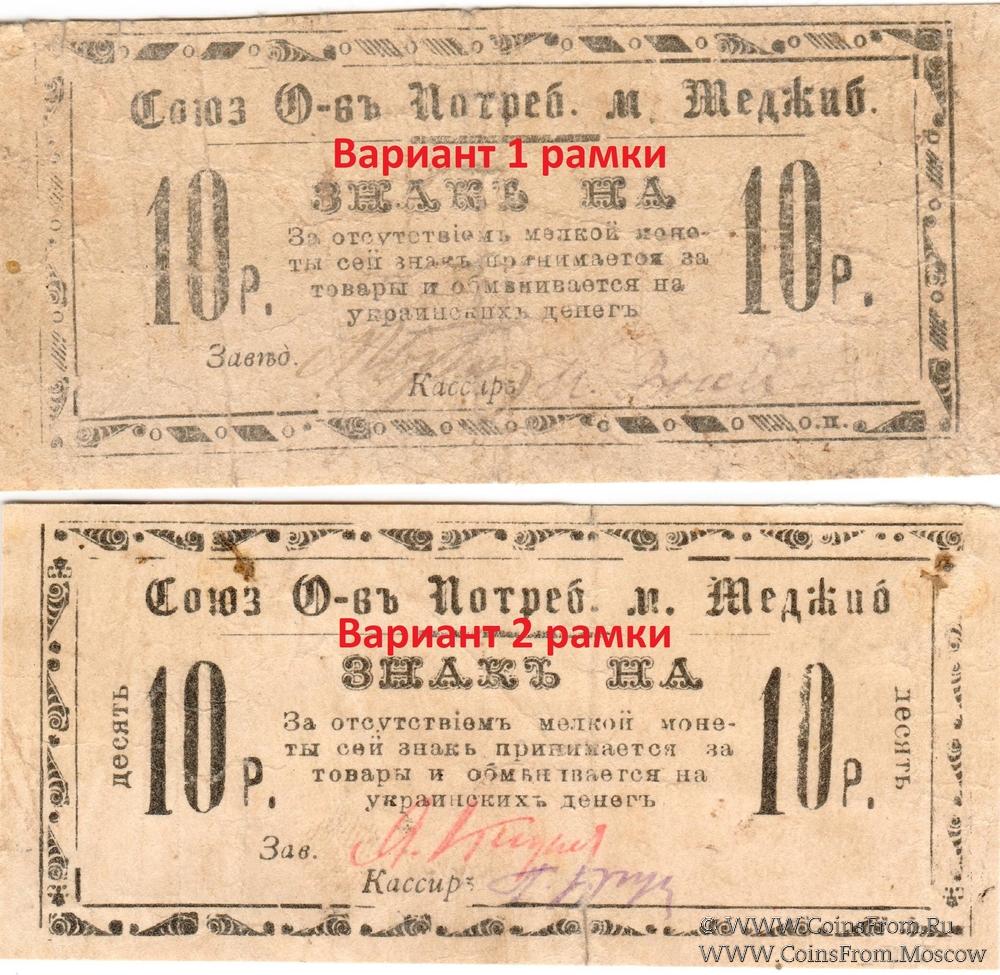 Союз О-въ Потреб. м. Меджиб.
Вариант 1 рамки
10 р. ЗНАКЪ НА 10 р.
За отсутствіемъ мелкой моне-
ты сей знакъ принимается за
товары и обмѣнивается на
украинскихъ денегъ
Завѣд.
Кассиръ
Союз О-въ Потреб. м. Меджиб
Вариант 2 рамки
десять 10 р. ЗНАКЪ НА 10 р. десять
За отсутствіемъ мелкой моне-
ты сей знакъ принимается за
товары и обмѣнивается на
украинскихъ денегъ
Зав.
Кассиръ
© WWW.CoinsFrom.Ru
WWW.CoinsFrom.Moscow